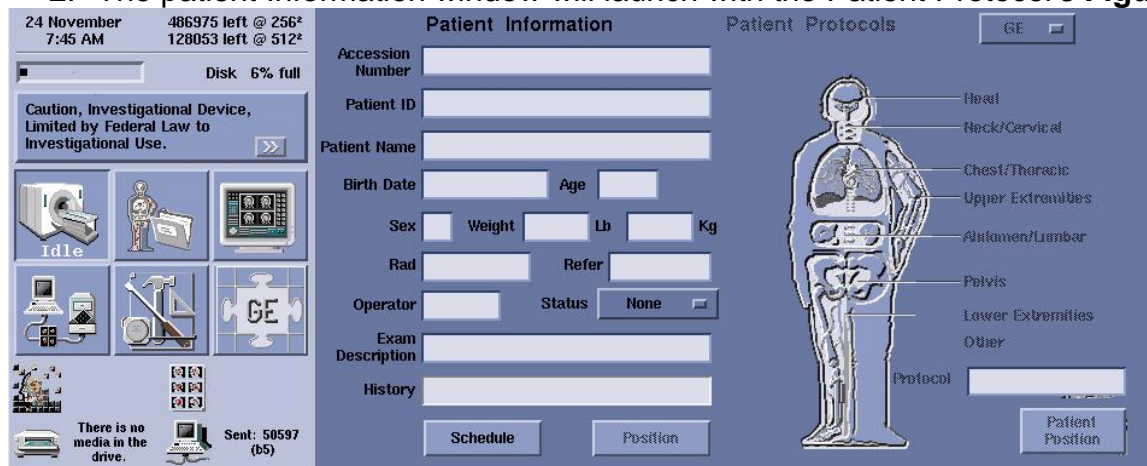 2. The patient information window will launch with the Patient Protocol's Figu
24 November 486975 left @ 256²
7:45 AM 128053 left @ 512²
Disk 6% full
Caution, Investigational Device,
Limited by Federal Law to
Investigational Use.
>>
Idle
GE
There is no
media in the
drive.
Sent: 50597
(b5)
Patient Information
Accession
Number
Patient ID
Patient Name
Birth Date Age
Sex Weight Lb Kg
Rad Refer
Operator Status None
Exam
Description
History
Schedule Position
Patient Protocols GE
Head
Neck/Cervical
Chest/Thoracic
Upper Extremities
Abdomen/Lumbar
Pelvis
Lower Extremities
Other
Protocol
Patient
Position